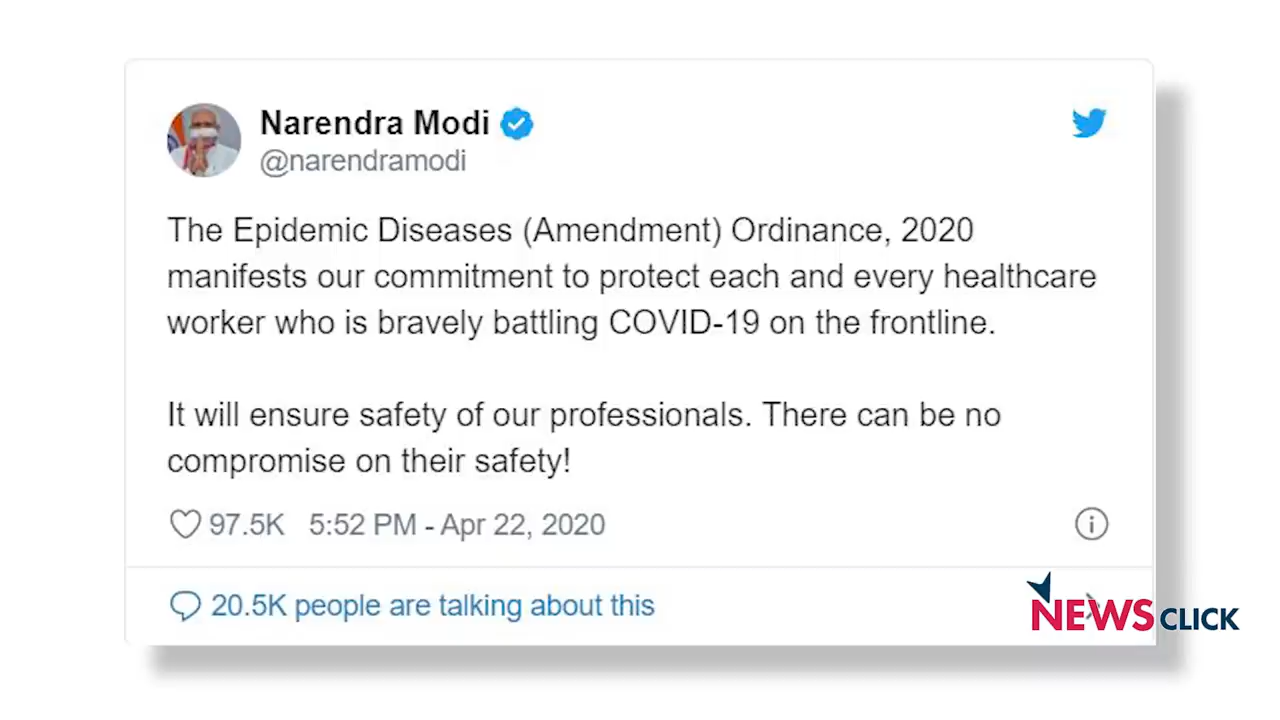 Narendra Modi
@narendramodi
The Epidemic Diseases (Amendment) Ordinance, 2020
manifests our commitment to protect each and every healthcare
worker who is bravely battling COVID-19 on the frontline.
It will ensure safety of our professionals. There can be no
compromise on their safety!
97.5K 5:52 PM - Apr 22, 2020
20.5K people are talking about this
NEWSCLICK